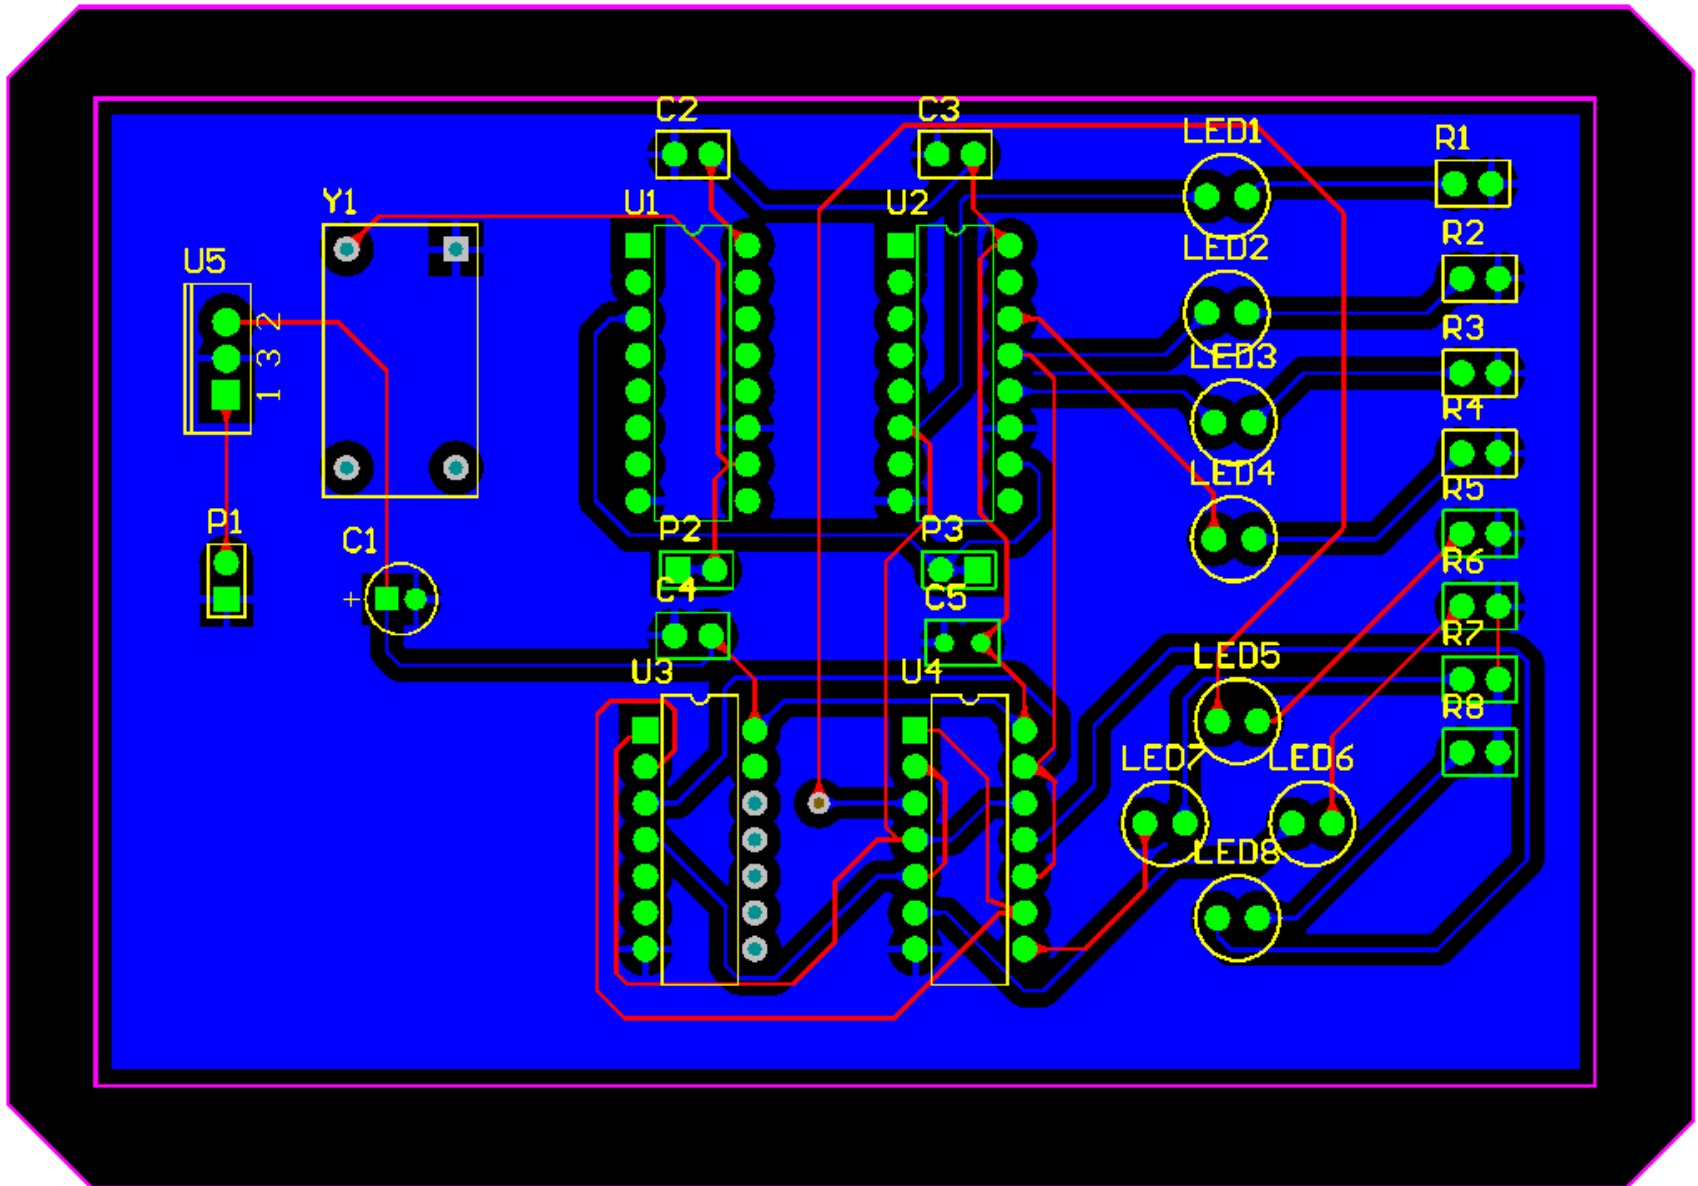 C2
C3
LED1
R1
Y1
U1
U2
R2
LED2
U5
2
R3
3
LED3
1
R4
LED4
R5
P1
C1
P2
P3
R6
+
C4
C5
R7
U3
U4
LED5
R8
LED7
LED6
LED8